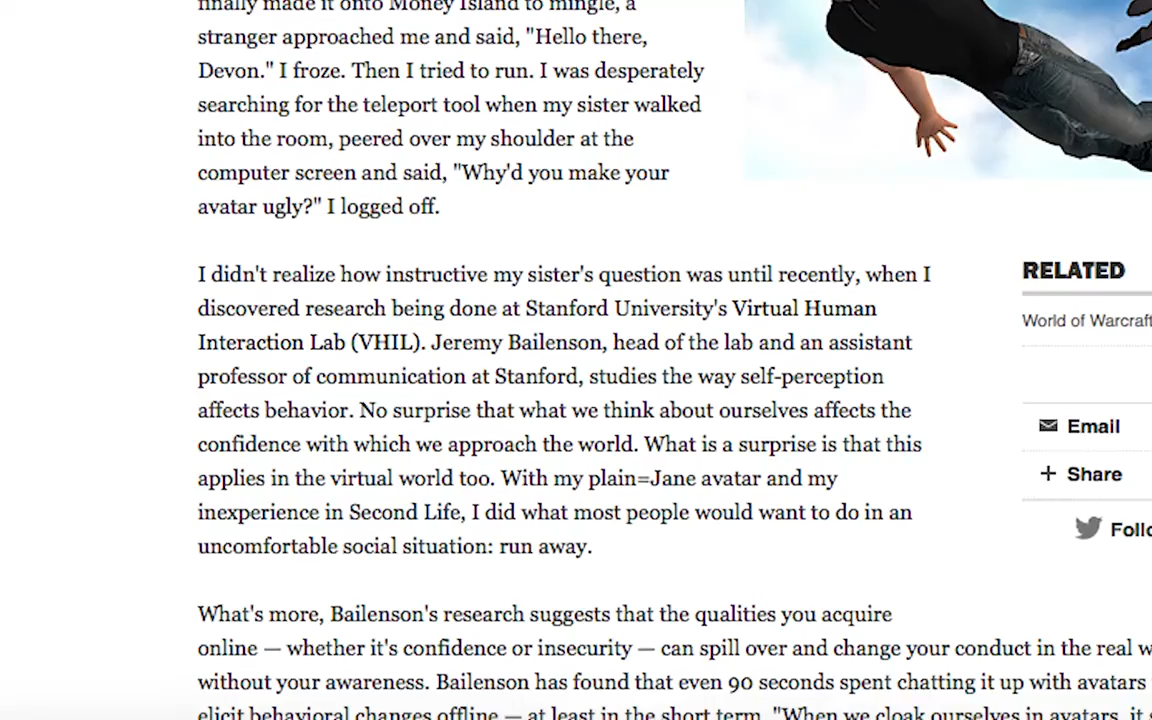 finally made it onto Money Island to mingle, a
stranger approached me and said, "Hello there,
Devon." I froze. Then I tried to run. I was desperately
searching for the teleport tool when my sister walked
into the room, peered over my shoulder at the
computer screen and said, "Why'd you make your
avatar ugly?" I logged off.
I didn't realize how instructive my sister's question was until recently, when I
discovered research being done at Stanford University's Virtual Human
Interaction Lab (VHIL). Jeremy Bailenson, head of the lab and an assistant
professor of communication at Stanford, studies the way self-perception
affects behavior. No surprise that what we think about ourselves affects the
confidence with which we approach the world. What is a surprise is that this
applies in the virtual world too. With my plain=Jane avatar and my
inexperience in Second Life, I did what most people would want to do in an
uncomfortable social situation: run away.
What's more, Bailenson's research suggests that the qualities you acquire
online — whether it's confidence or insecurity — can spill over and change your conduct in the real w
without your awareness. Bailenson has found that even 90 seconds spent chatting it up with avatars
elicit behavioral changes offline — at least in the short term. "When we cloak ourselves in avatars, it
RELATED
World of Warcraft
Email
+ Share
Follo